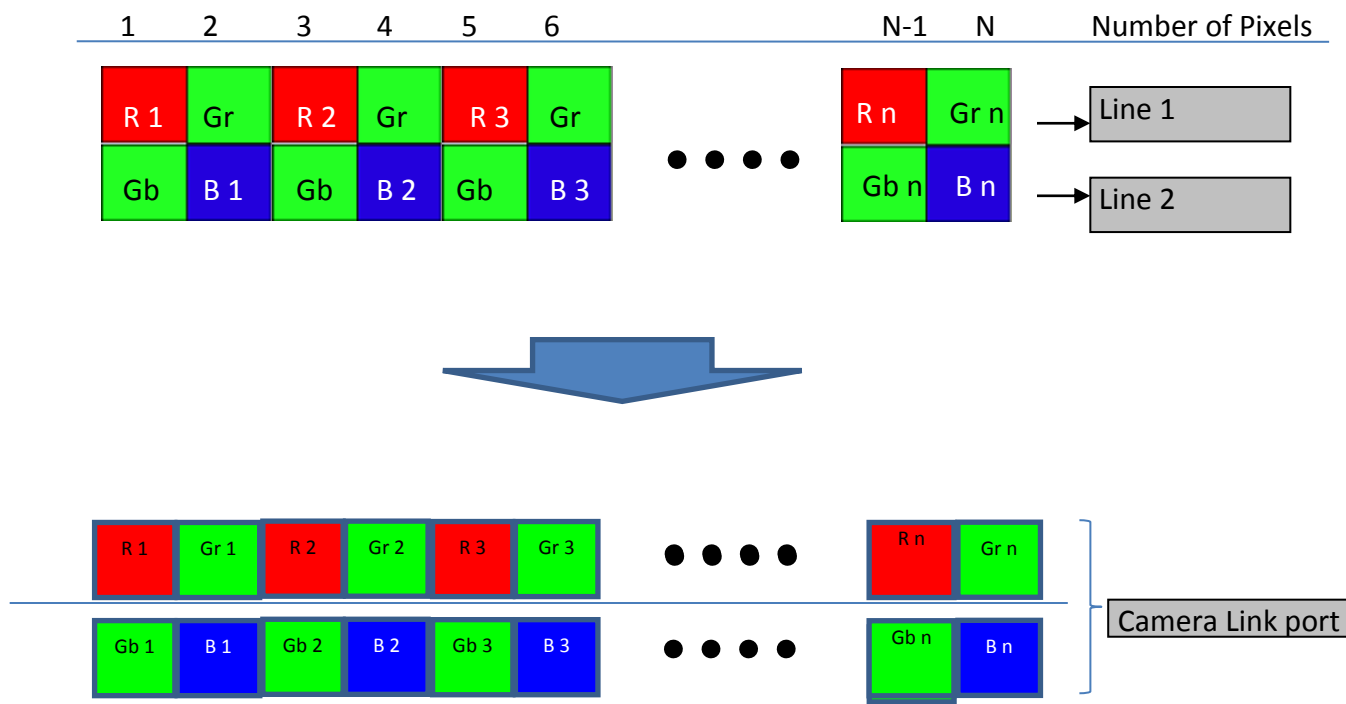 1 2 3 4 5 6 N-1 N Number of Pixels
R 1 Gr R 2 Gr R 3 Gr R n Gr n Line 1
Gb B 1 Gb B 2 Gb B 3 Gb n B n Line 2
R 1 Gr 1 R 2 Gr 2 R 3 Gr 3 R n Gr n
Camera Link port
Gb 1 B 1 Gb 2 B 2 Gb 3 B 3 Gb n B n